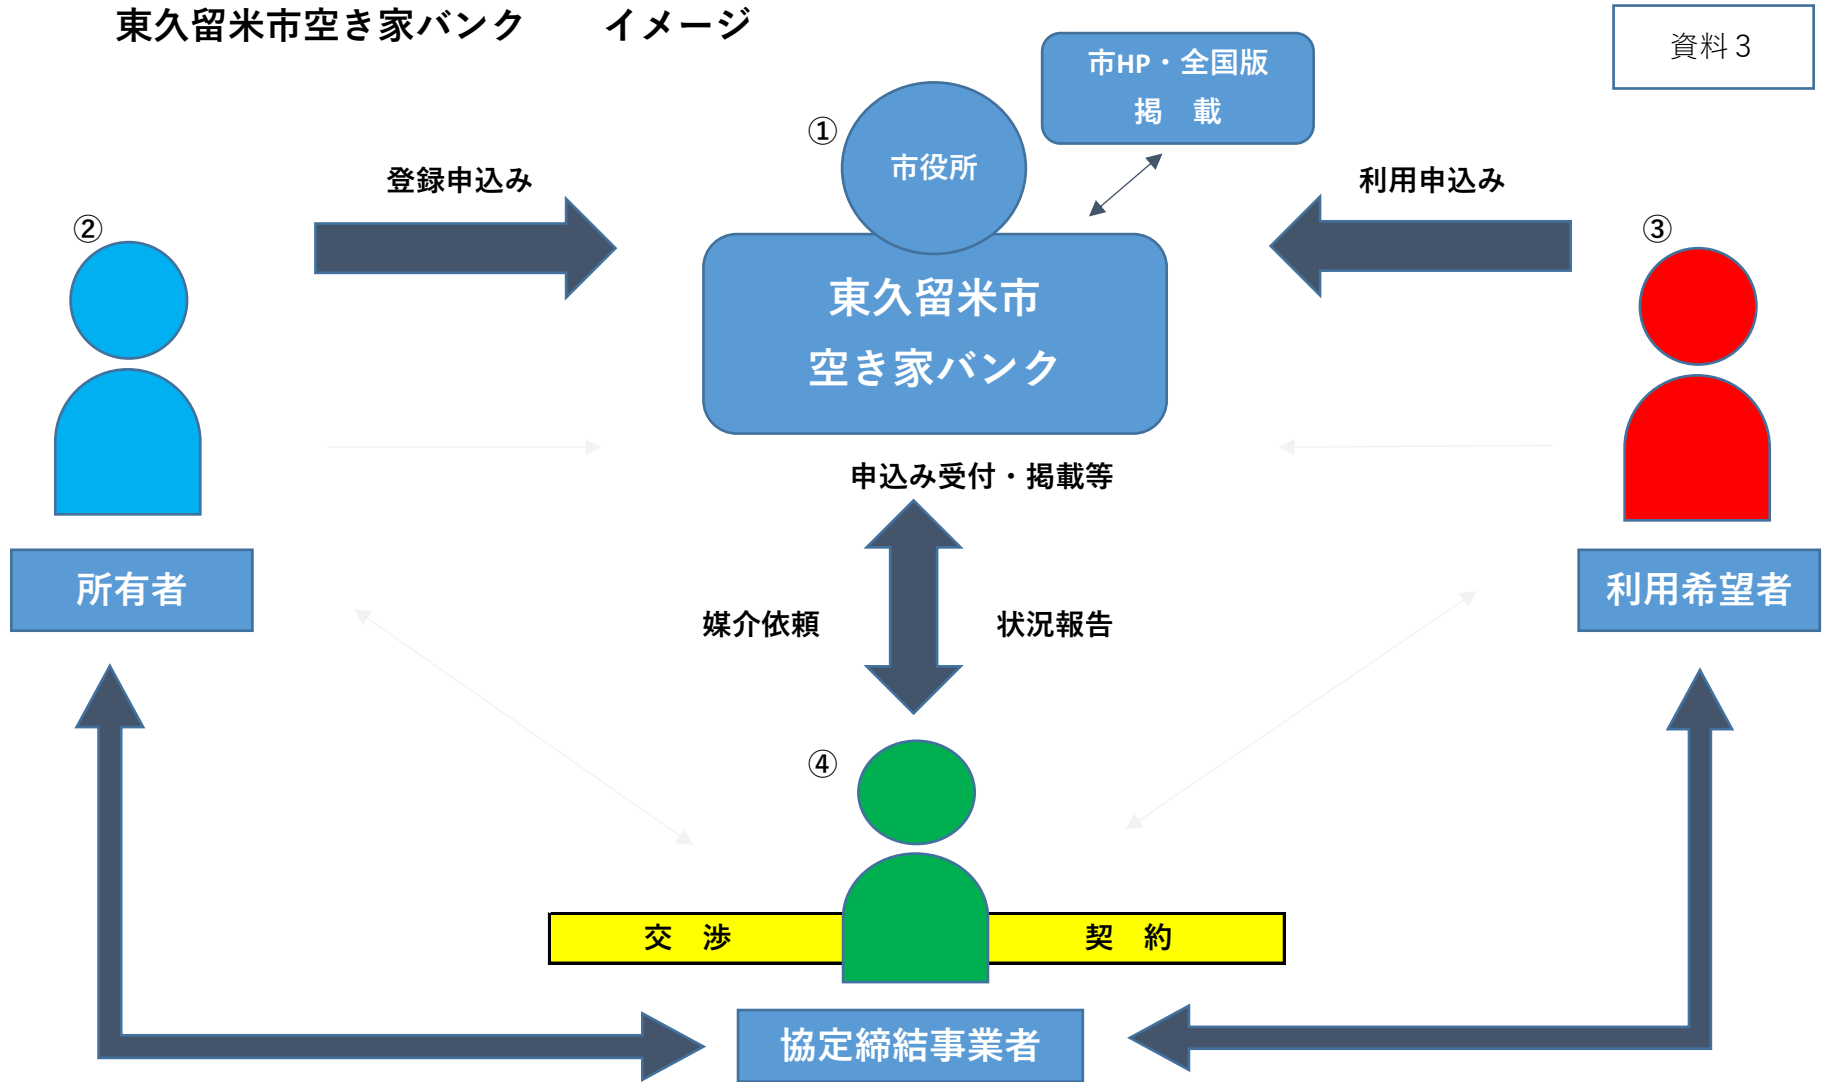 東久留米市空き家バンク　　イメージ
資料３
市HP・全国版
掲　載
①
市役所
登録申込み
利用申込み
②
③
東久留米市
空き家バンク
申込み受付・掲載等
所有者
利用希望者
媒介依頼
状況報告
④
交　渉
契　約
協定締結事業者